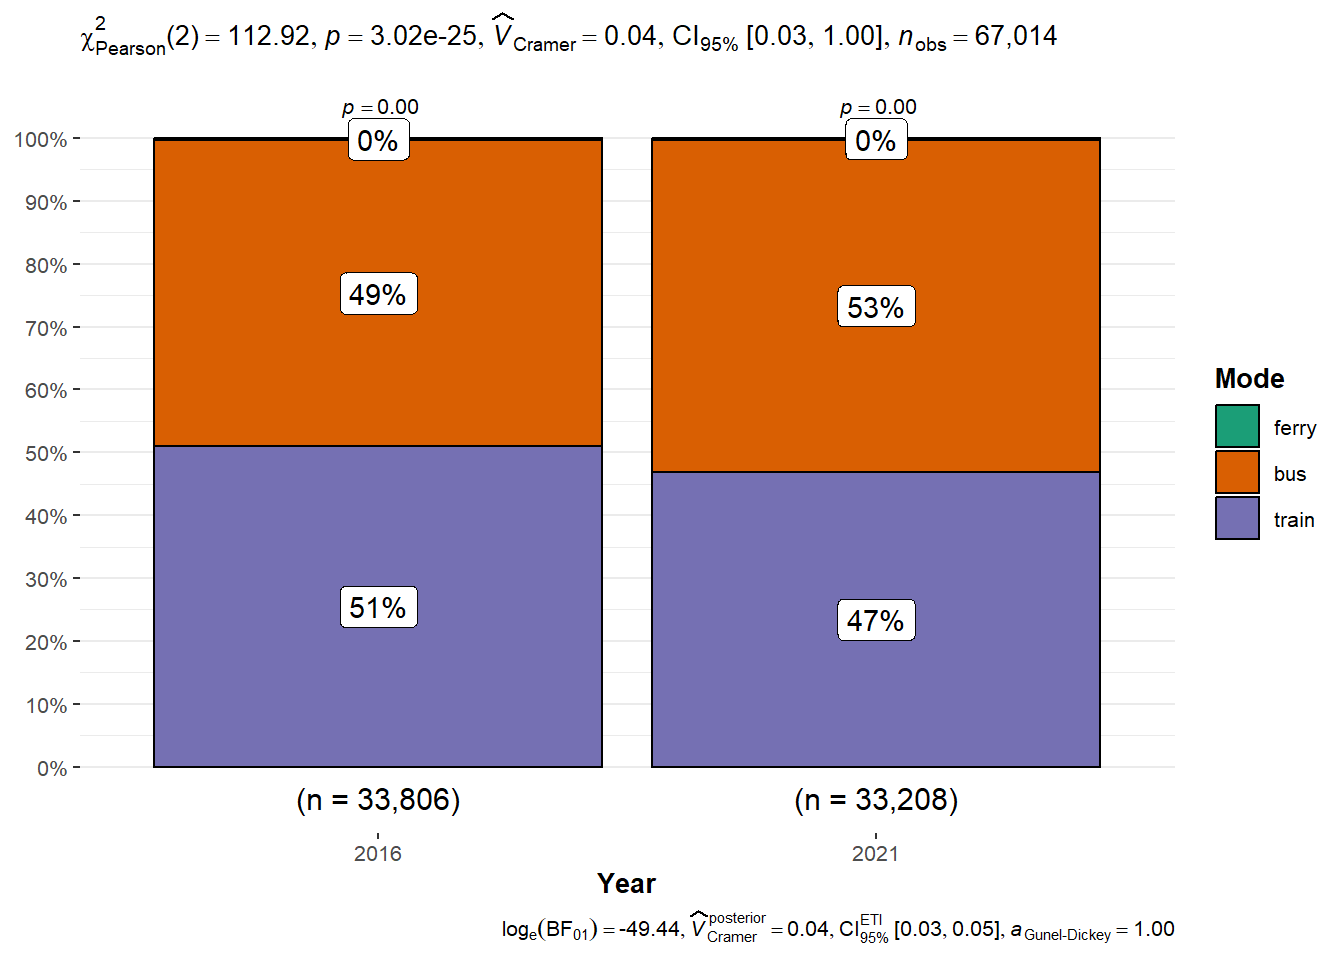 χ²Pearson(2) = 112.92, p = 3.02e-25, V̂Cramer = 0.04, CI95% [0.03, 1.00], nobs = 67,014
p = 0.00 p = 0.00
100% 0% 0%
90%
80%
49% 53%
70%
60%
50%
40%
30%
51% 47%
20%
10%
0%
(n = 33,806) (n = 33,208)
2016 2021
Year
Mode
ferry
bus
train
loge(BF01) = -49.44, V̂Cramer posterior = 0.04, CI95% ETI [0.03, 0.05], aGunel-Dickey = 1.00